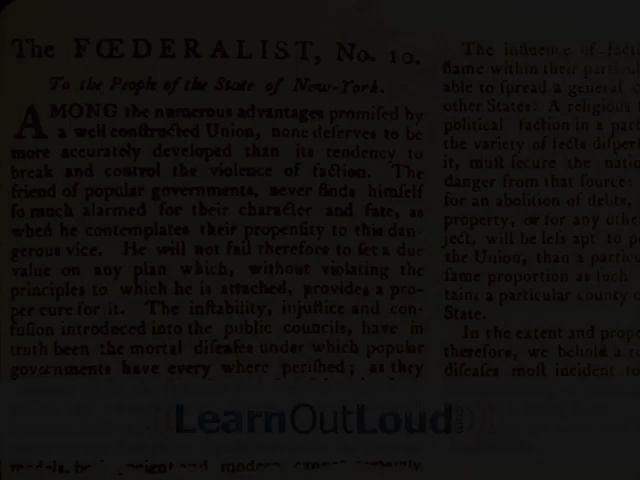 The FŒDERALIST, No. 10.
To the People of the State of New-York.
AMONG the numerous advantages promiſed by
a well conſtructed Union, none deſerves to be
more accurately developed than its tendency to
break and control the violence of faction. The
friend of popular governments, never finds himſelf
ſo much alarmed for their character and fate, as
when he contemplates their propenſity to this dan-
gerous vice. He will not fail therefore to ſet a due
value on any plan which, without violating the
principles to which he is attached, provides a pro-
per cure for it. The inſtability, injuſtice and con-
fuſion introduced into the public councils, have in
truth been the mortal diſeaſes under which popular
governments have every where periſhed; as they
modern
The influence of
flame within their
able to ſpread a general
other States: A religious
political faction in a part
the variety of ſects
it, muſt ſecure the
danger from that ſource:
for an abolition of debts,
property, or for any
ject, will be leſs apt to
the Union, than a
ſame proportion as ſuch
taint a particular county
State.
In the extent and
therefore, we behold a
diſeaſes moſt incident to
LearnOutLoud.com